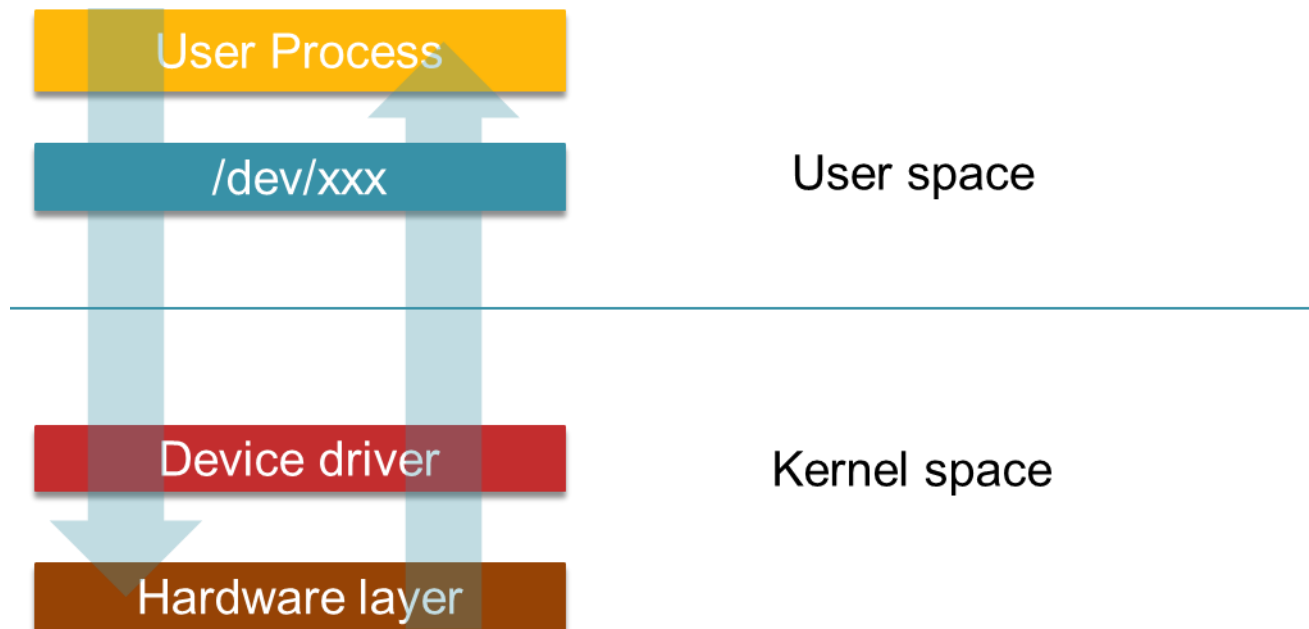 User Process
/dev/xxx
User space
Device driver
Kernel space
Hardware layer